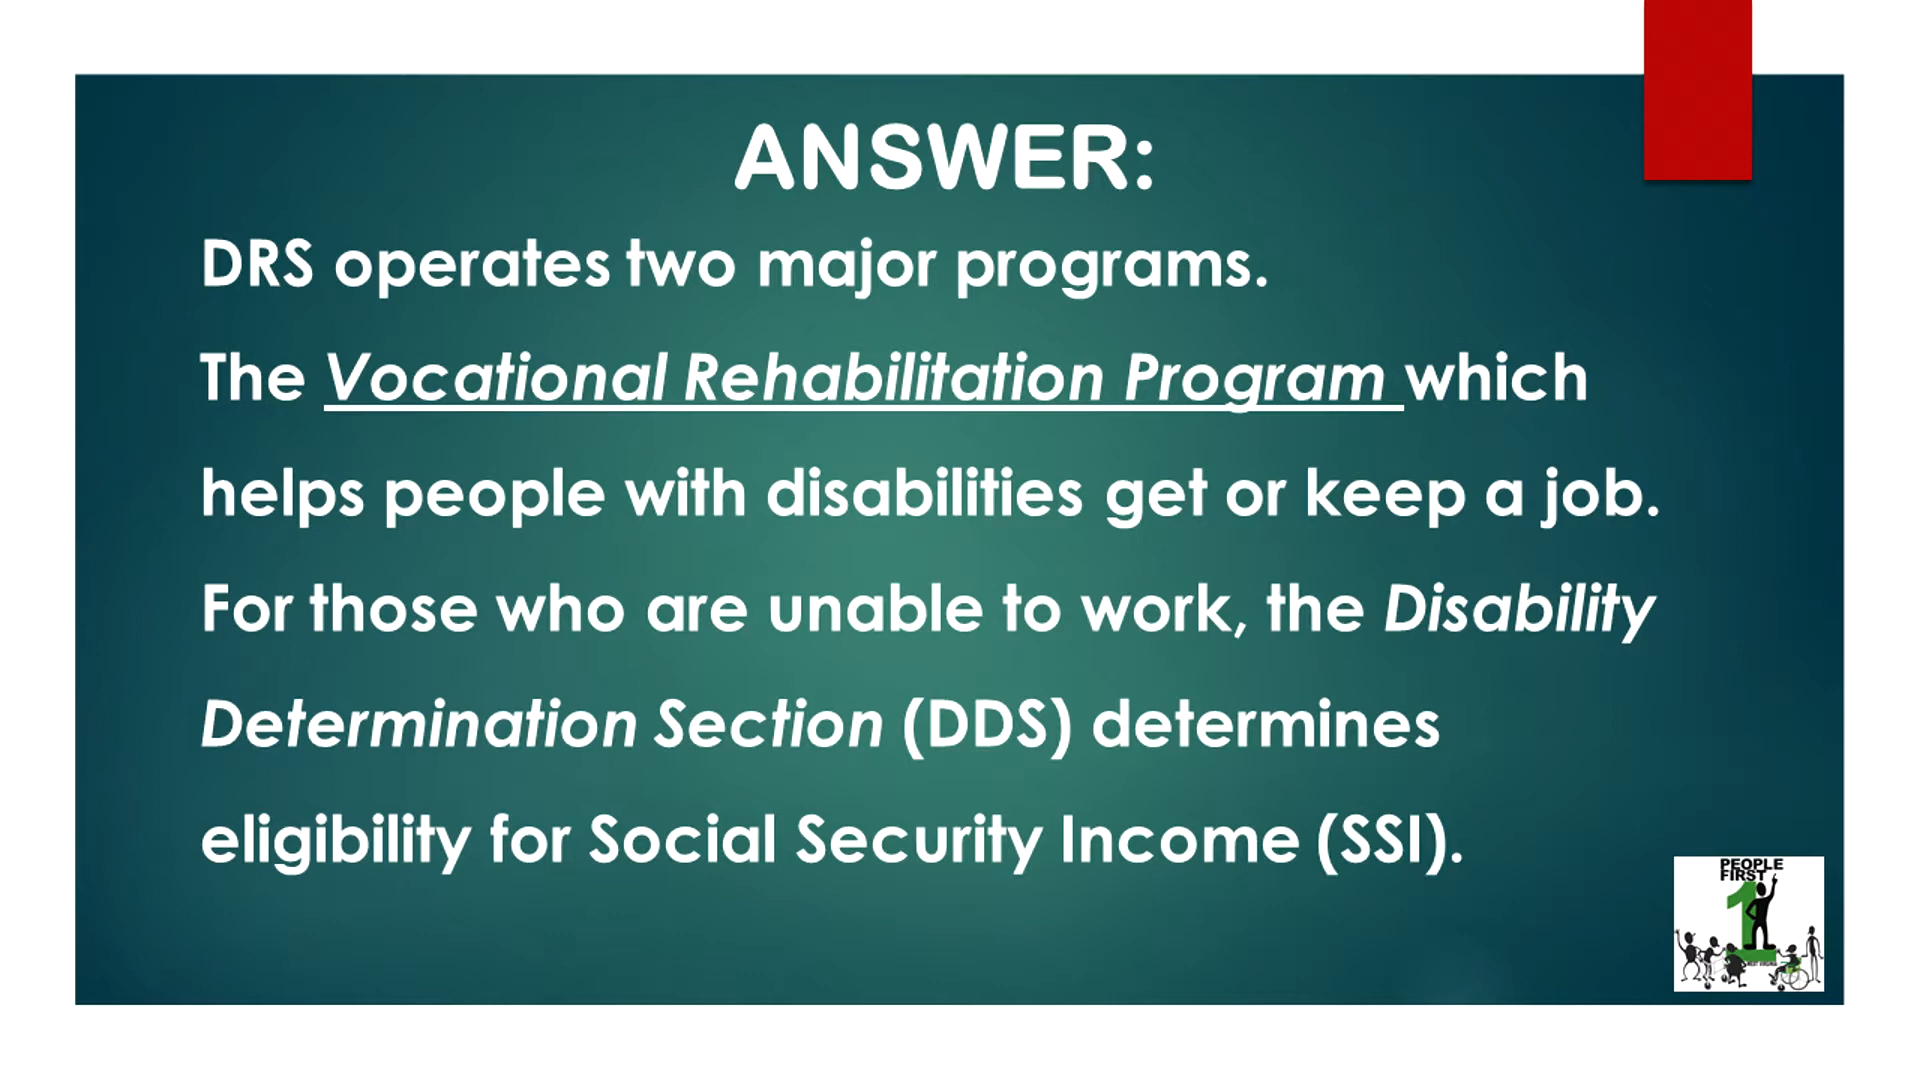 ANSWER:
DRS operates two major programs.
The Vocational Rehabilitation Program which
helps people with disabilities get or keep a job.
For those who are unable to work, the Disability
Determination Section (DDS) determines
eligibility for Social Security Income (SSI).
PEOPLE
FIRST
1